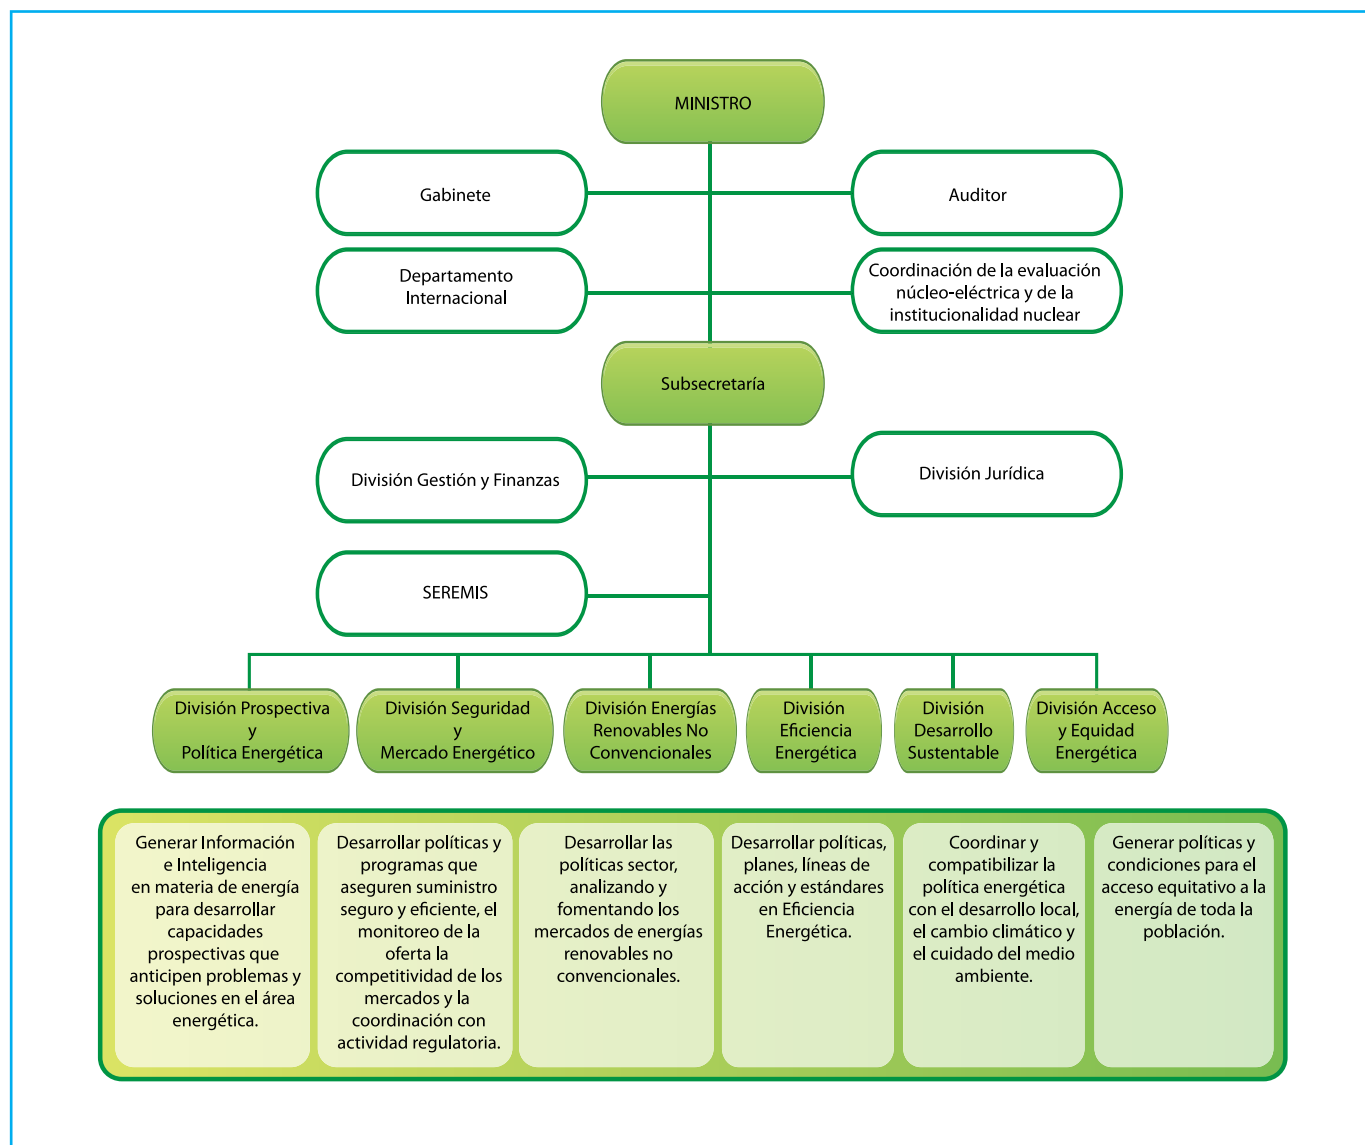 MINISTRO
Gabinete
Auditor
Departamento
Internacional
Coordinación de la evaluación
núcleo-eléctrica y de la
institucionalidad nuclear
Subsecretaría
División Gestión y Finanzas
División Jurídica
SEREMIS
División Prospectiva
y
Política Energética
División Seguridad
y
Mercado Energético
División Energías
Renovables No
Convencionales
División
Eficiencia
Energética
División
Desarrollo
Sustentable
División Acceso
y Equidad
Energética
Generar Información
e Inteligencia
en materia de energía
para desarrollar
capacidades
prospectivas que
anticipen problemas y
soluciones en el área
energética.
Desarrollar políticas y
programas que
aseguren suministro
seguro y eficiente, el
monitoreo de la
oferta la
competitividad de los
mercados y la
coordinación con
actividad regulatoria.
Desarrollar las
políticas sector,
analizando y
fomentando los
mercados de energías
renovables no
convencionales.
Desarrollar políticas,
planes, líneas de
acción y estándares
en Eficiencia
Energética.
Coordinar y
compatibilizar la
política energética
con el desarrollo local,
el cambio climático y
el cuidado del medio
ambiente.
Generar políticas y
condiciones para el
acceso equitativo a la
energía de toda la
población.